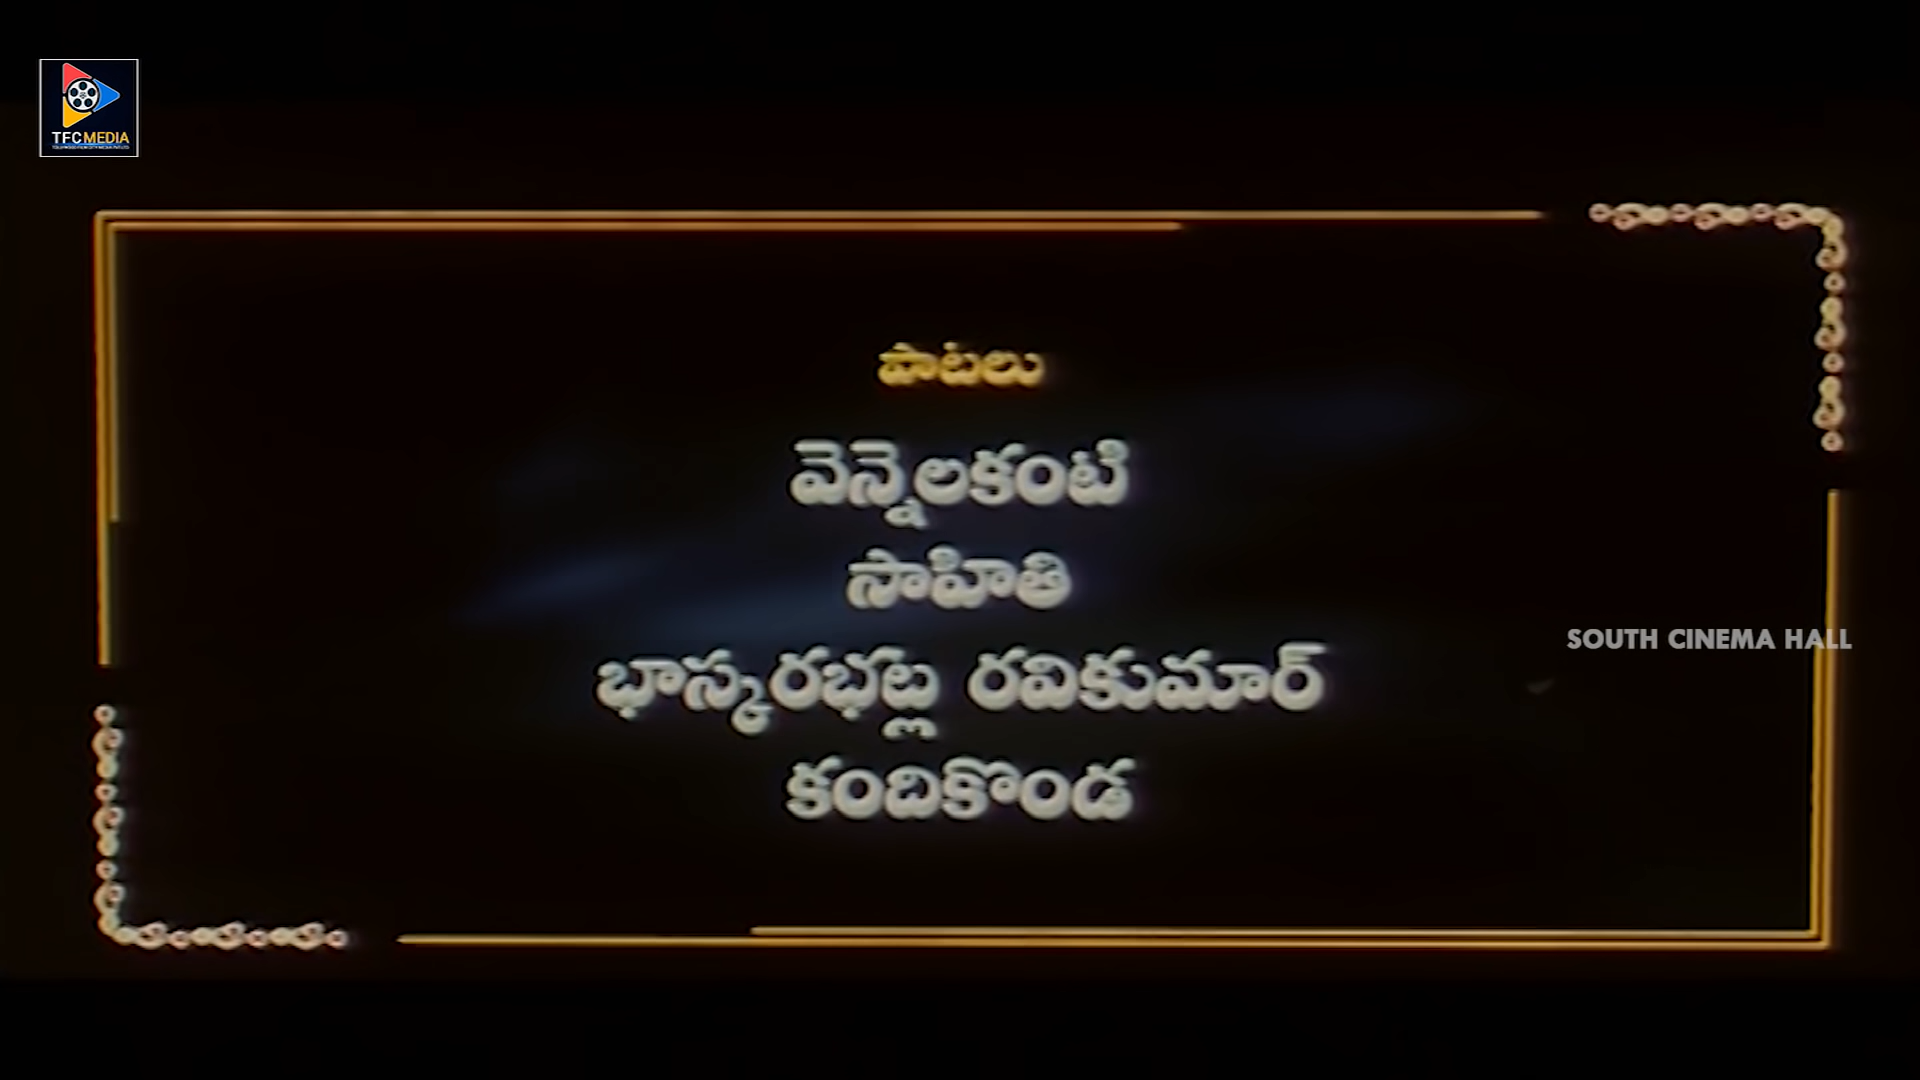 TFCMEDIA
పాటలు
వెన్నెలకంటి
సాహితి
SOUTH CINEMA HALL
భాస్కరభట్ల రవికుమార్
కందికొండ